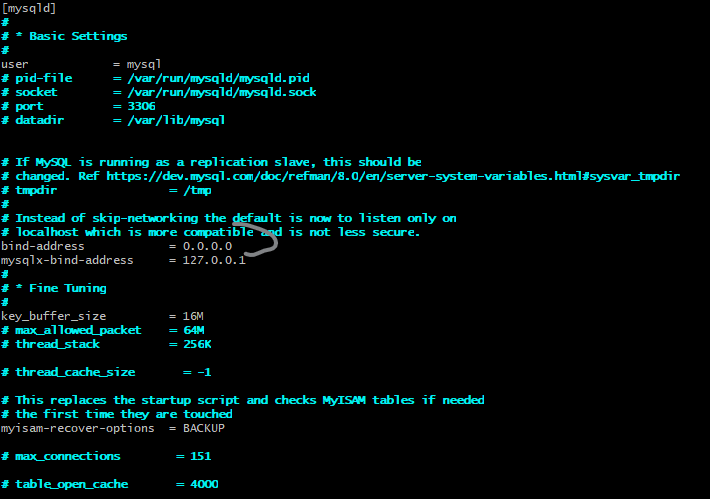 [mysqld]
#
# * Basic Settings
#
user            = mysql
# pid-file      = /var/run/mysqld/mysqld.pid
# socket        = /var/run/mysqld/mysqld.sock
# port          = 3306
# datadir       = /var/lib/mysql
# If MySQL is running as a replication slave, this should be
# changed. Ref https://dev.mysql.com/doc/refman/8.0/en/server-system-variables.html#sysvar_tmpdir
# tmpdir                = /tmp
#
# Instead of skip-networking the default is now to listen only on
# localhost which is more compatible and is not less secure.
bind-address            = 0.0.0.0
mysqlx-bind-address     = 127.0.0.1
#
# * Fine Tuning
#
key_buffer_size         = 16M
# max_allowed_packet    = 64M
# thread_stack          = 256K
# thread_cache_size       = -1
# This replaces the startup script and checks MyISAM tables if needed
# the first time they are touched
myisam-recover-options  = BACKUP
# max_connections        = 151
# table_open_cache       = 4000